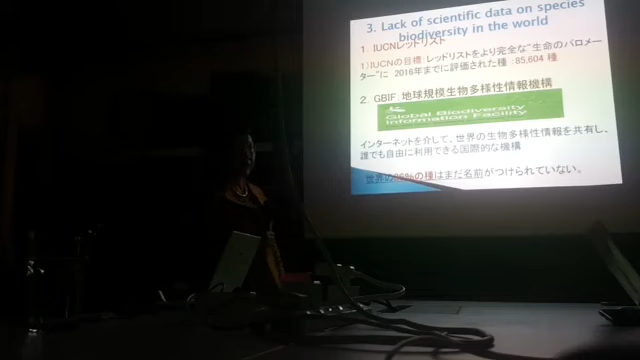 3. Lack of scientific data on species
biodiversity in the world
1. IUCNレッドリスト
1)IUCNの目標:レッドリストをより完全な"生命のバロメー
ター"に 2016年までに評価された種:85,604 種
2. GBIF:地球規模生物多様性情報機構
Global Biodiversity
Information Facility
インターネットを介して、世界の生物多様性情報を共有し、
誰でも自由に利用できる国際的な機構
世界の86%の種はまだ名前がつけられていない。